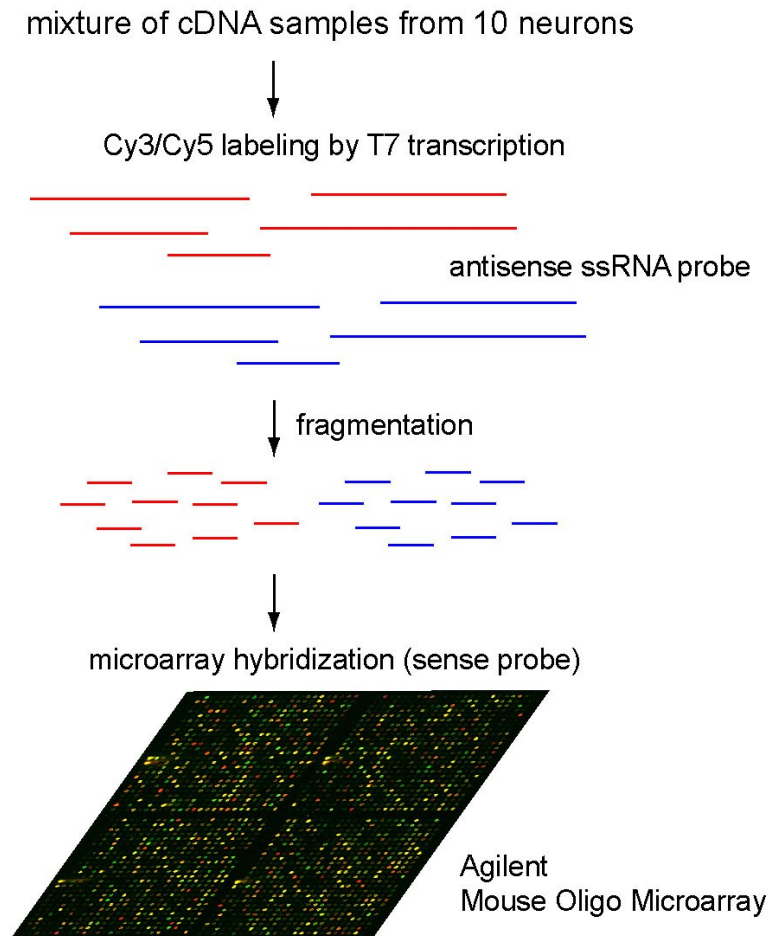 mixture of cDNA samples from 10 neurons
Cy3/Cy5 labeling by T7 transcription
antisense ssRNA probe
fragmentation
microarray hybridization (sense probe)
Agilent
Mouse Oligo Microarray